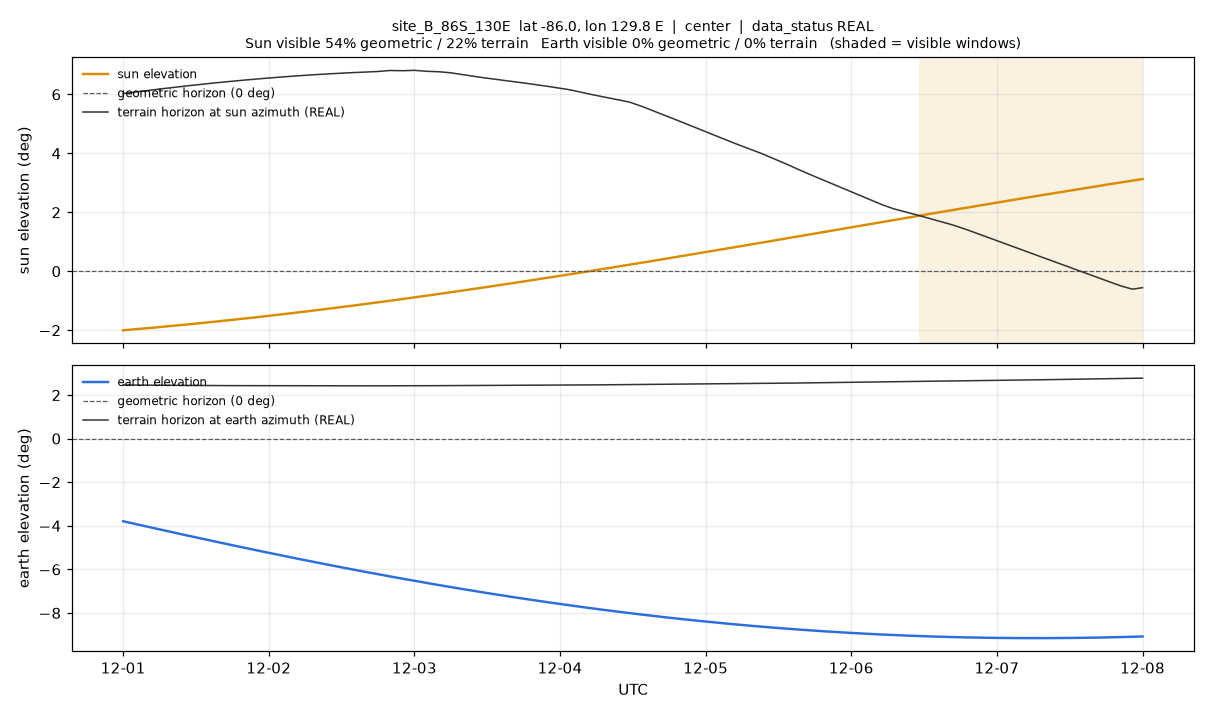 site_B_86S_130E  lat -86.0, lon 129.8 E  |  center  |  data_status REAL
Sun visible 54% geometric / 22% terrain   Earth visible 0% geometric / 0% terrain   (shaded = visible windows)
sun elevation
geometric horizon (0 deg)
terrain horizon at sun azimuth (REAL)
sun elevation (deg)
6
4
2
0
−2
earth elevation
geometric horizon (0 deg)
terrain horizon at earth azimuth (REAL)
earth elevation (deg)
2
0
−2
−4
−6
−8
12-01 12-02 12-03 12-04 12-05 12-06 12-07 12-08
UTC